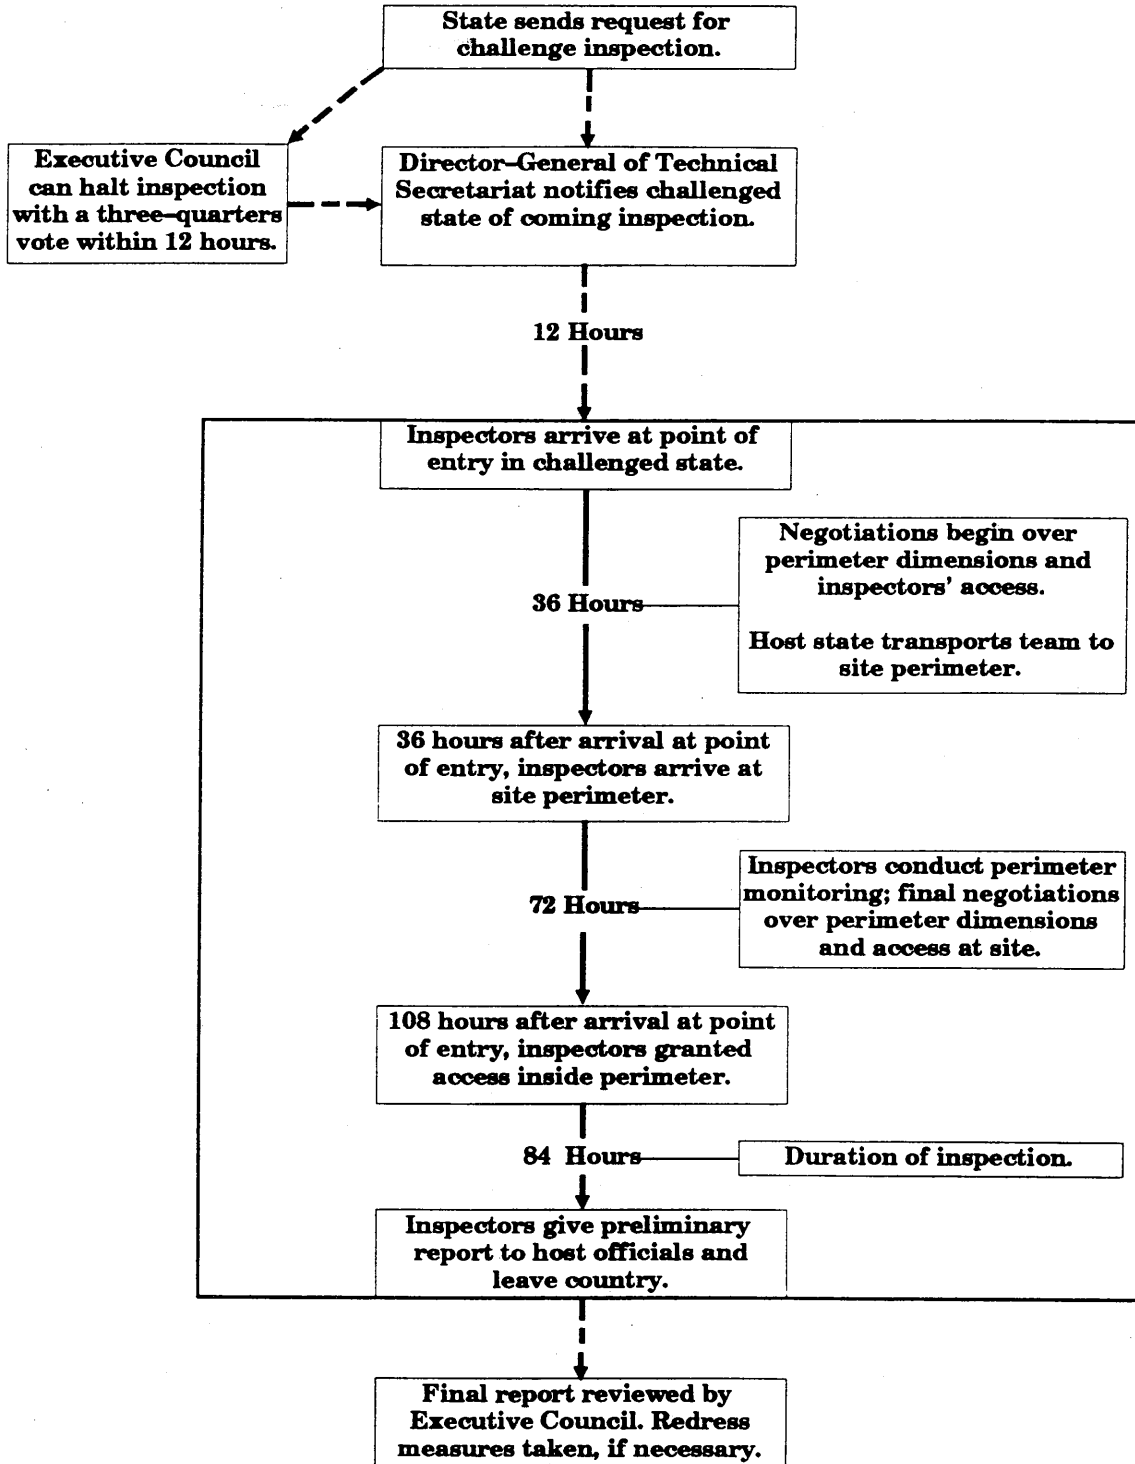 State sends request for
challenge inspection.
Executive Council
can halt inspection
with a three–quarters
vote within 12 hours.
Director–General of Technical
Secretariat notifies challenged
state of coming inspection.
12 Hours
Inspectors arrive at point of
entry in challenged state.
Negotiations begin over
perimeter dimensions and
inspectors’ access.
36 Hours
Host state transports team to
site perimeter.
36 hours after arrival at point
of entry, inspectors arrive at
site perimeter.
72 Hours
Inspectors conduct perimeter
monitoring; final negotiations
over perimeter dimensions
and access at site.
108 hours after arrival at point
of entry, inspectors granted
access inside perimeter.
84 Hours
Duration of inspection.
Inspectors give preliminary
report to host officials and
leave country.
Final report reviewed by
Executive Council. Redress
measures taken, if necessary.